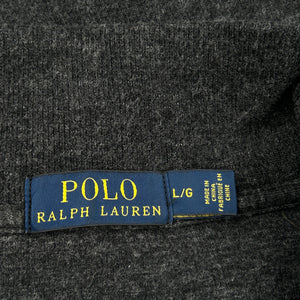 POLO
RALPH LAUREN
L/G
MADE IN
CHINA
FABRIQUÉ EN
CHINE